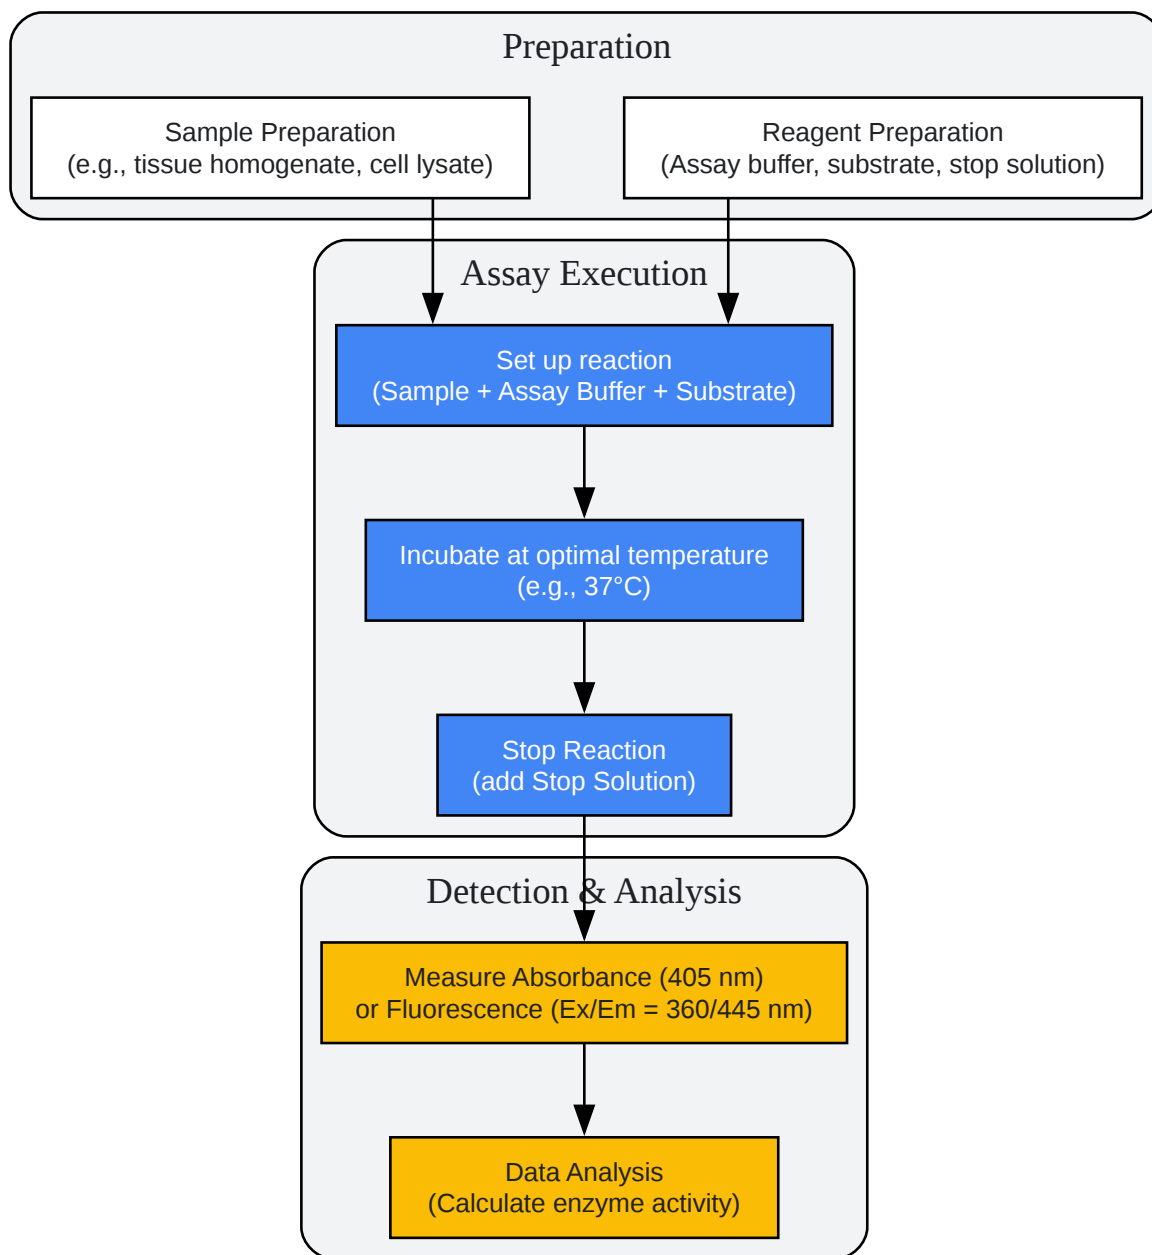 Preparation
Sample Preparation
(e.g., tissue homogenate, cell lysate)
Reagent Preparation
(Assay buffer, substrate, stop solution)
Assay Execution
Set up reaction
(Sample + Assay Buffer + Substrate)
Incubate at optimal temperature
(e.g., 37°C)
Stop Reaction
(add Stop Solution)
Detection & Analysis
Measure Absorbance (405 nm)
or Fluorescence (Ex/Em = 360/445 nm)
Data Analysis
(Calculate enzyme activity)